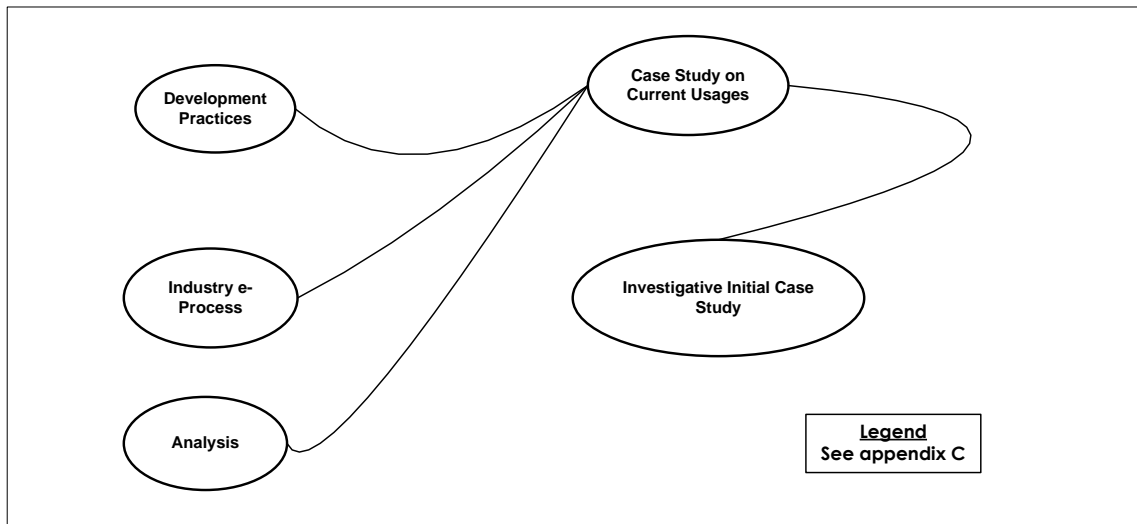 Development
Practices
Case Study on
Current Usages
Industry e-
Process
Investigative Initial Case
Study
Analysis
Legend
See appendix C